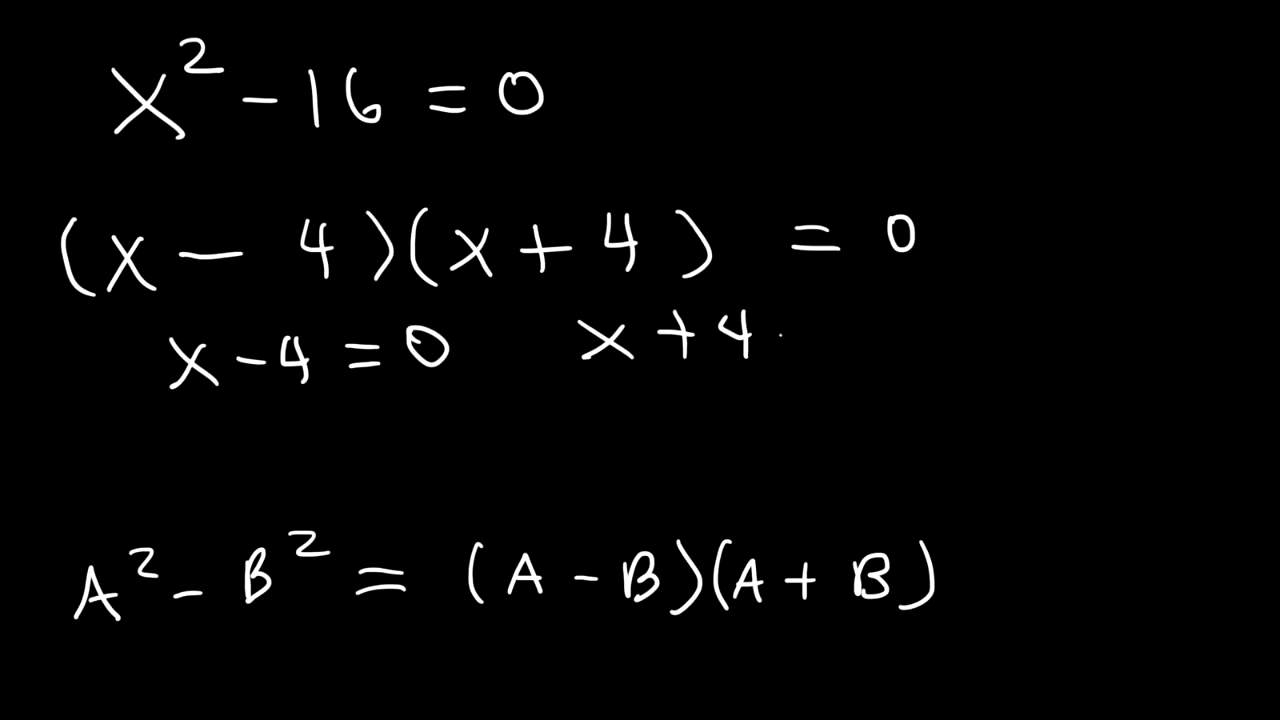 x² - 16 = 0
(x - 4)(x + 4) = 0
x - 4 = 0 x + 4
A² - B² = (A - B)(A + B)